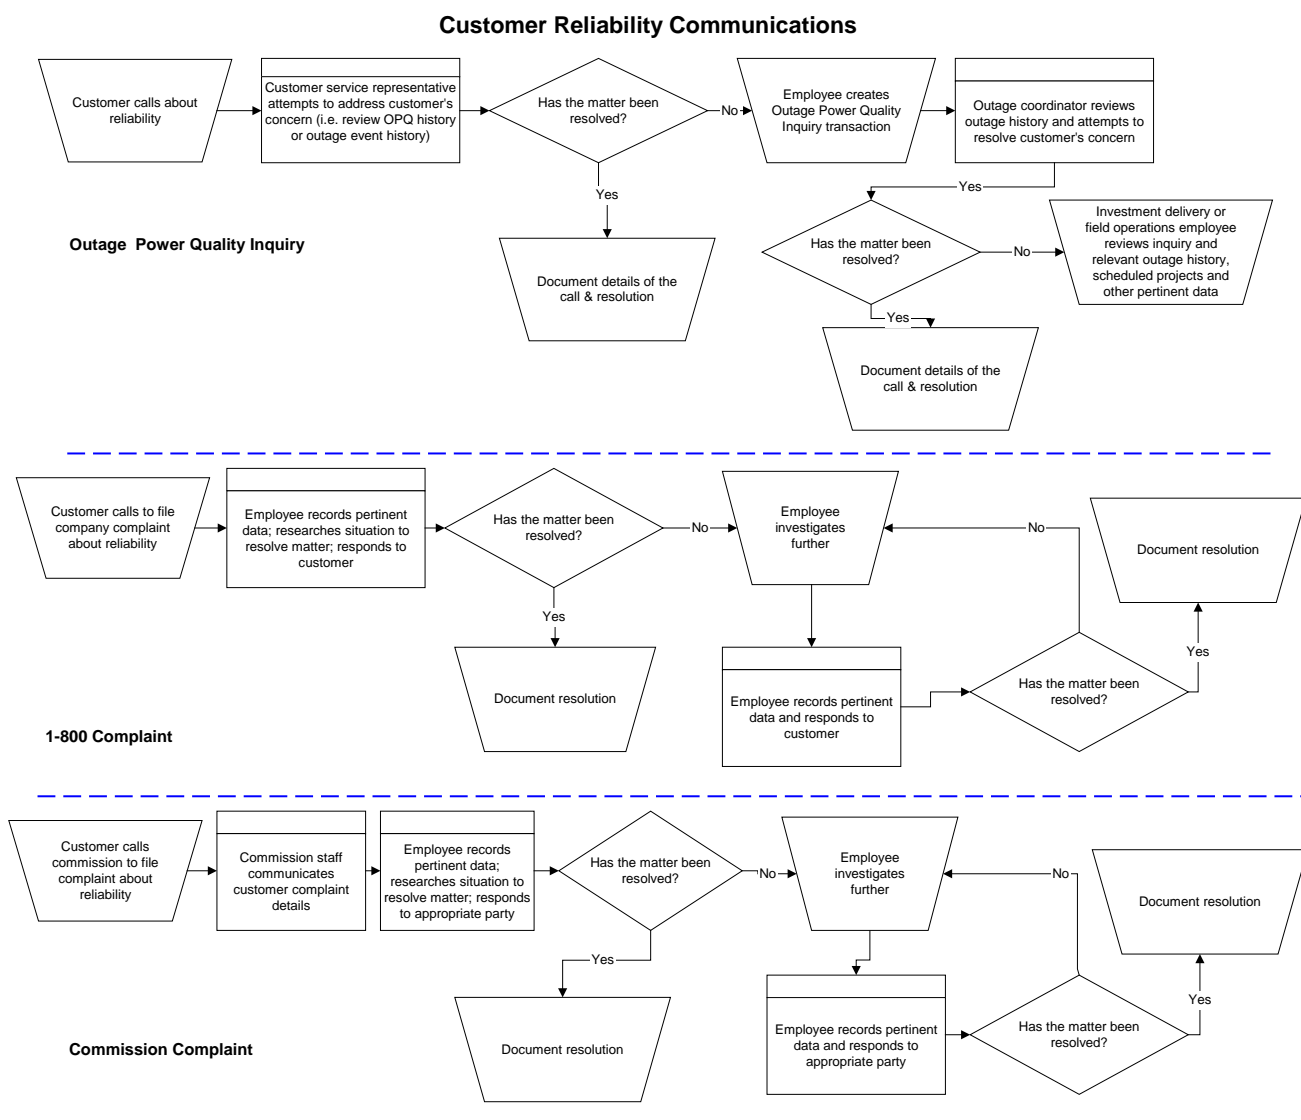 Customer Reliability Communications
Customer calls about
reliability
Customer service representative
attempts to address customer's
concern (i.e. review OPQ history
or outage event history)
Has the matter been
resolved?
No
Employee creates
Outage Power Quality
Inquiry transaction
Outage coordinator reviews
outage history and attempts to
resolve customer's concern
Yes
Yes
Outage Power Quality Inquiry
Document details of the
call & resolution
Has the matter been
resolved?
No
Investment delivery or
field operations employee
reviews inquiry and
relevant outage history,
scheduled projects and
other pertinent data
Yes
Document details of the
call & resolution
Customer calls to file
company complaint
about reliability
Employee records pertinent
data; researches situation to
resolve matter; responds to
customer
Has the matter been
resolved?
No
Employee
investigates
further
No
Document resolution
Yes
Document resolution
Employee records pertinent
data and responds to
customer
Has the matter been
resolved?
Yes
1-800 Complaint
Customer calls
commission to file
complaint about
reliability
Commission staff
communicates
customer complaint
details
Employee records
pertinent data;
researches situation to
resolve matter; responds
to appropriate party
Has the matter been
resolved?
No
Employee
investigates
further
No
Document resolution
Yes
Document resolution
Employee records pertinent
data and responds to
appropriate party
Has the matter been
resolved?
Yes
Commission Complaint